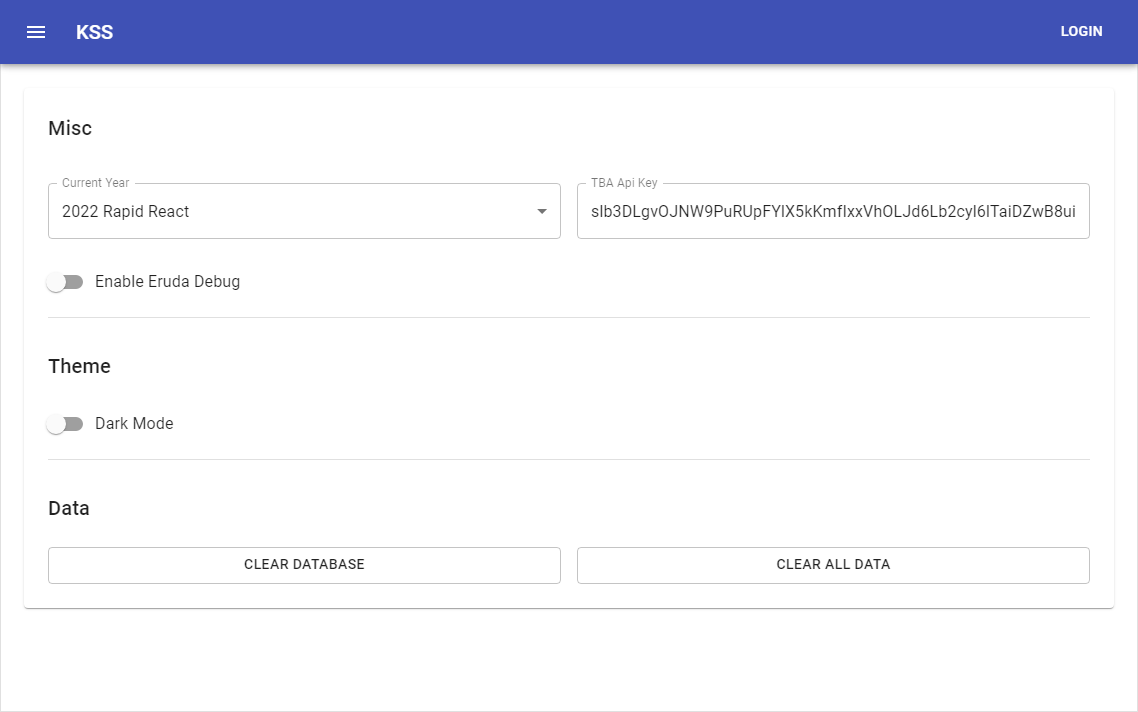 KSS
LOGIN
Misc
Current Year
TBA Api Key
2022 Rapid React
Enable Eruda Debug
Theme
Dark Mode
Data
CLEAR DATABASE
CLEAR ALL DATA